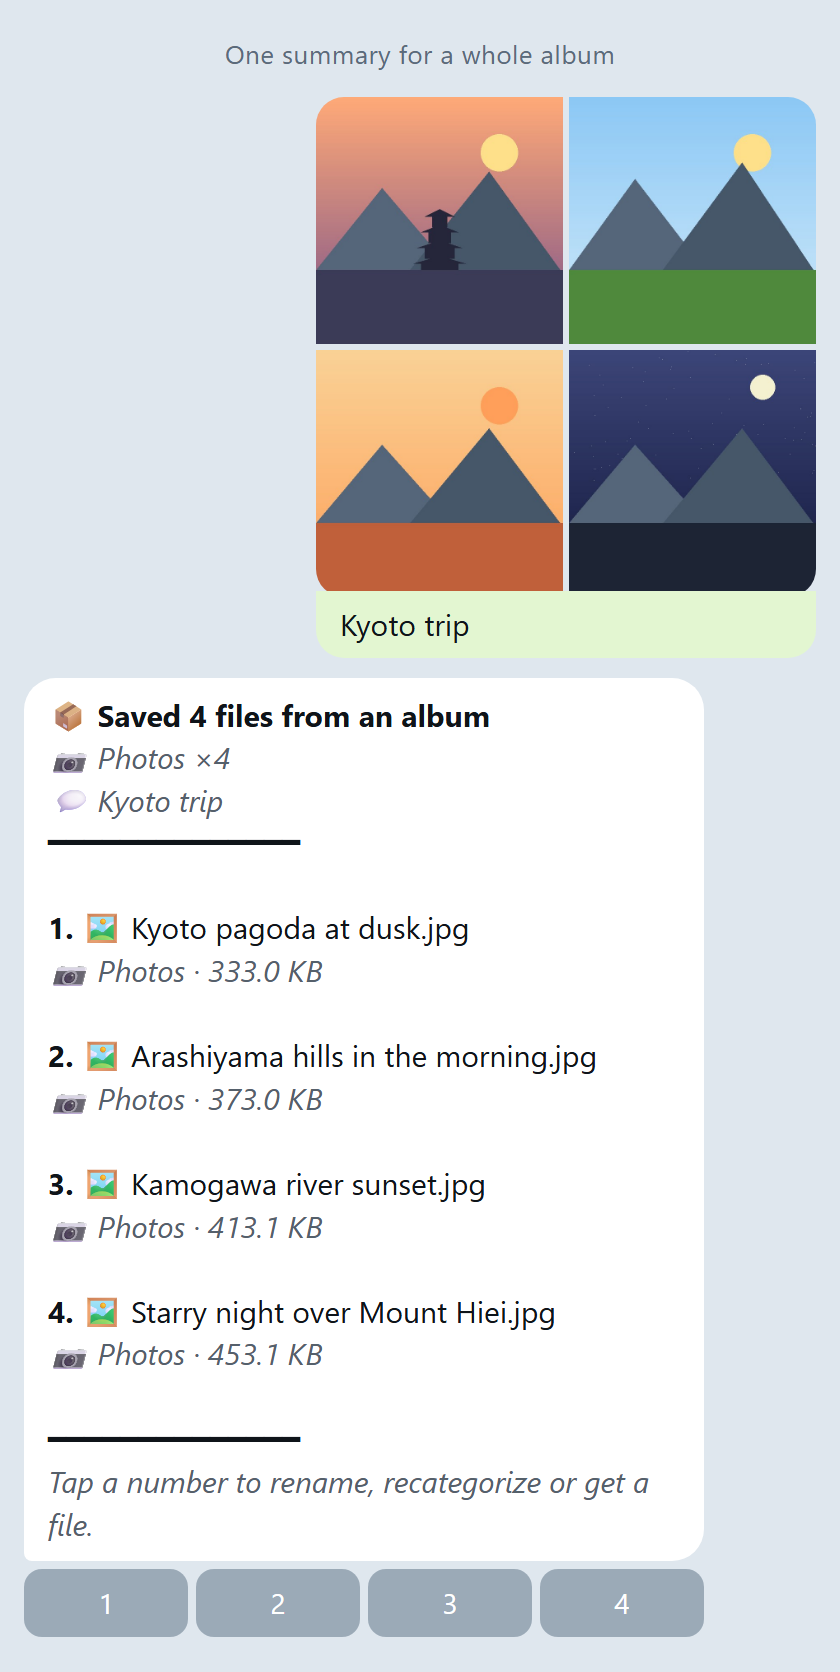 One summary for a whole album
Kyoto trip
📦 Saved 4 files from an album
📷 Photos ×4
💬 Kyoto trip
1. 🖼️ Kyoto pagoda at dusk.jpg
📷 Photos · 333.0 KB
2. 🖼️ Arashiyama hills in the morning.jpg
📷 Photos · 373.0 KB
3. 🖼️ Kamogawa river sunset.jpg
📷 Photos · 413.1 KB
4. 🖼️ Starry night over Mount Hiei.jpg
📷 Photos · 453.1 KB
Tap a number to rename, recategorize or get a
file.
1 2 3 4